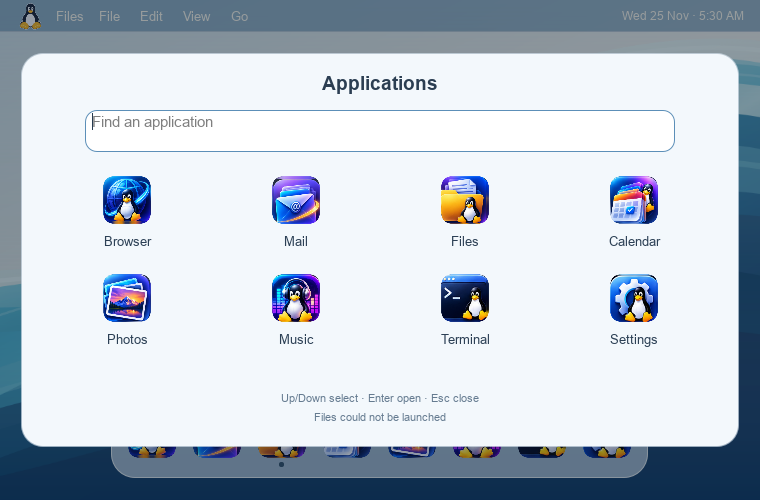 Files File Edit View Go Wed 25 Nov · 5:30 AM
Applications
Find an application
Browser Mail Files Calendar
Photos Music Terminal Settings
Up/Down select · Enter open · Esc close
Files could not be launched